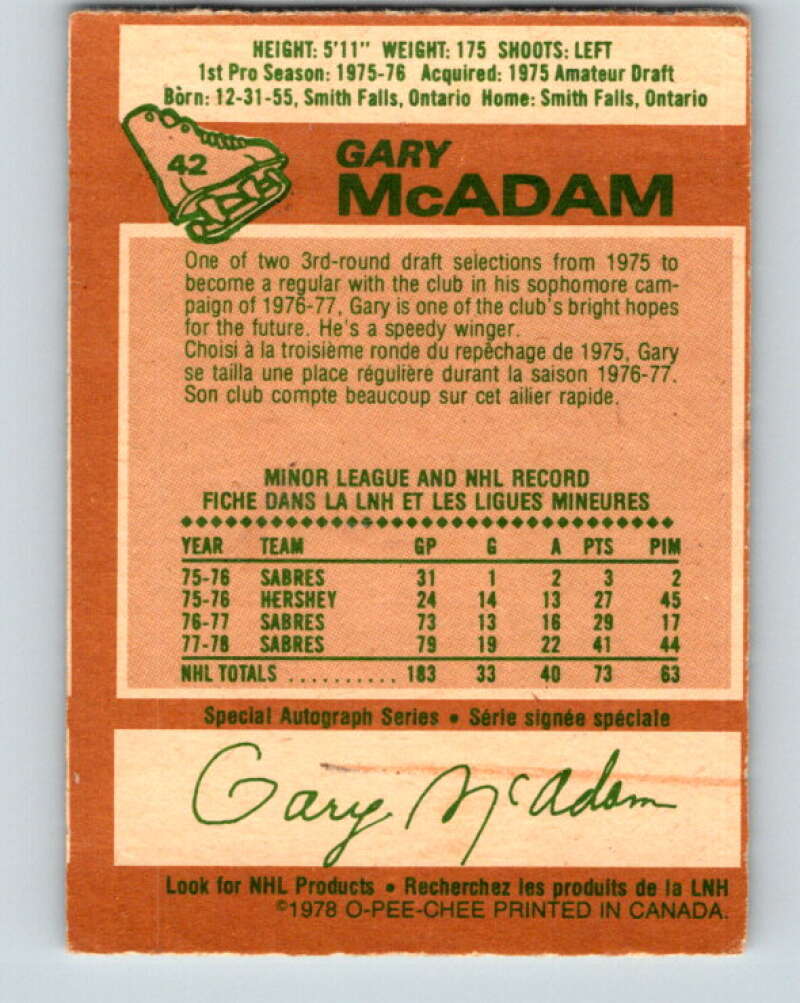 HEIGHT: 5'11" WEIGHT: 175 SHOOTS: LEFT
1st Pro Season: 1975-76 Acquired: 1975 Amateur Draft
Born: 12-31-55, Smith Falls, Ontario Home: Smith Falls, Ontario
42
GARY
McADAM
One of two 3rd-round draft selections from 1975 to
become a regular with the club in his sophomore cam-
paign of 1976-77, Gary is one of the club's bright hopes
for the future. He's a speedy winger.
Choisi à la troisième ronde du repêchage de 1975, Gary
se tailla une place régulière durant la saison 1976-77.
Son club compte beaucoup sur cet ailier rapide.
MINOR LEAGUE AND NHL RECORD
FICHE DANS LA LNH ET LES LIGUES MINEURES
YEAR TEAM GP G A PTS PIM
75-76 SABRES 31 1 2 3 2
75-76 HERSHEY 24 14 13 27 45
76-77 SABRES 73 13 16 29 17
77-78 SABRES 79 19 22 41 44
NHL TOTALS .......... 183 33 40 73 63
Special Autograph Series • Série signée spéciale
Gary McAdam
Look for NHL Products • Recherchez les produits de la LNH
©1978 O-PEE-CHEE PRINTED IN CANADA.